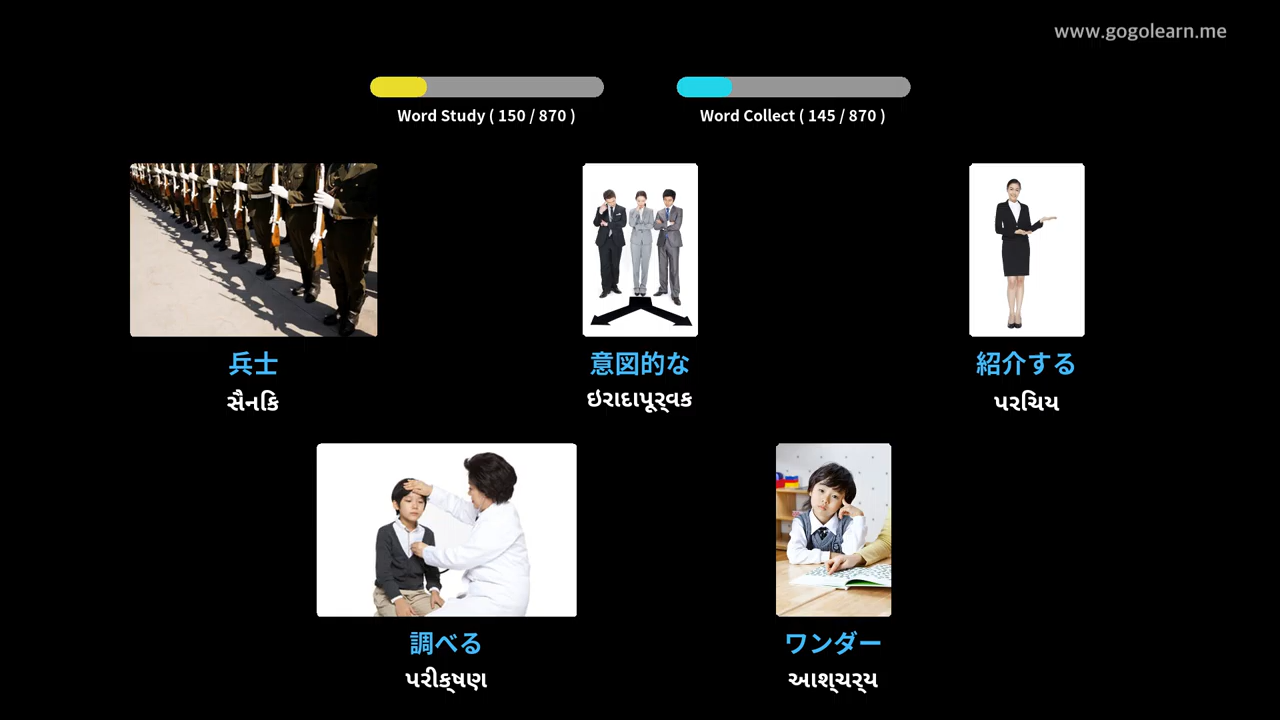 www.gogolearn.me
Word Study ( 150 / 870 )
Word Collect ( 145 / 870 )
兵士
સૈનિક
意図的な
ઇરાદાપૂર્વક
紹介する
પરિચય
調べる
પરીક્ષણ
ワンダー
આશ્ચર્ય